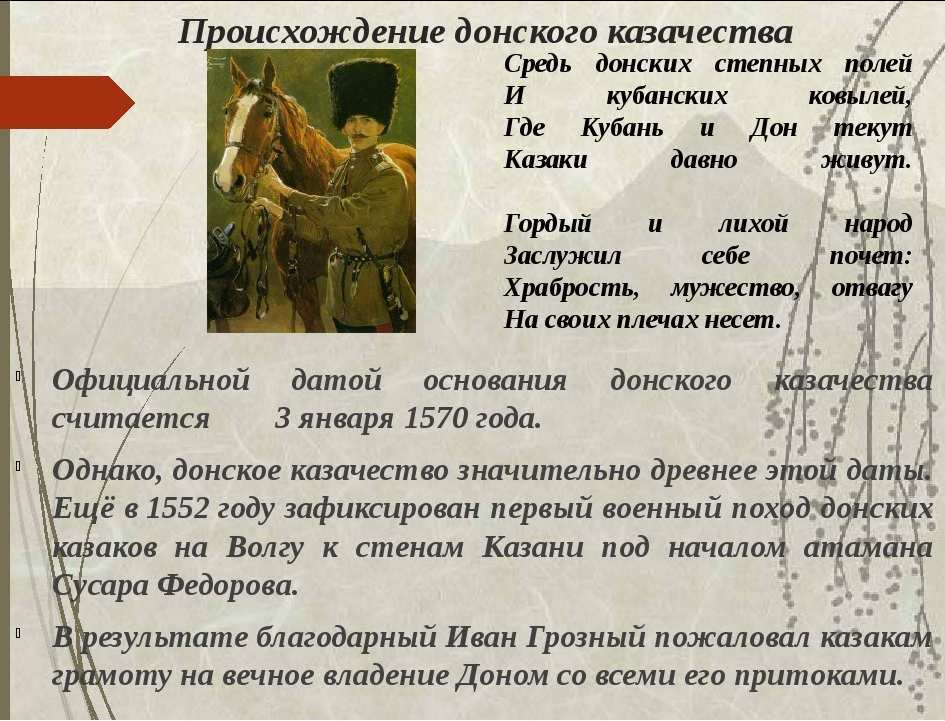 Происхождение донского казачества
Средь донских степных полей
И кубанских ковылей,
Где Кубань и Дон текут
Казаки давно живут.
Гордый и лихой народ
Заслужил себе почет:
Храбрость, мужество, отвагу
На своих плечах несет.
Официальной датой основания донского казачества
считается 3 января 1570 года.
Однако, донское казачество значительно древнее этой даты.
Ещё в 1552 году зафиксирован первый военный поход донских
казаков на Волгу к стенам Казани под началом атамана
Сусара Федорова.
В результате благодарный Иван Грозный пожаловал казакам
грамоту на вечное владение Доном со всеми его притоками.